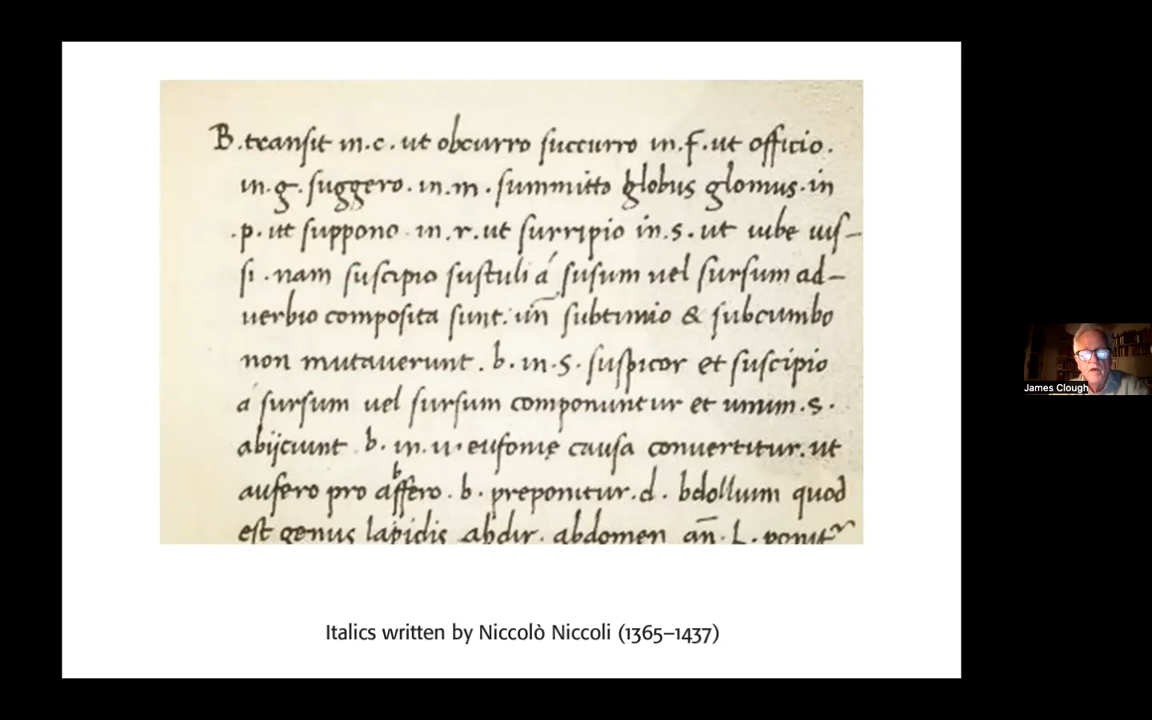 B.transit in.c. ut obcurro succurro in.f.ut officio.
in.g. suggero. in.m. summitto globus glomus.in
.p. ut suppono. in.r. ut surripio in.s. ut iube ius-
si . nam suscipio sustuli á susum uel sursum ad-
uerbio composita sunt. un̄ subtimio & subcumbo
non mutauerunt . b. in.s. suspicor et suscipio
á sursum uel sursum componuntur et unum.s.
abijciunt b. in.u. eufonię causa conuertitur. ut
aufero pro affero. b. preponitur.d. bdollum quod
b
est genus lapidis abdir. abdomen an̄. L. ponit
Italics written by Niccolò Niccoli (1365–1437)
James Clough